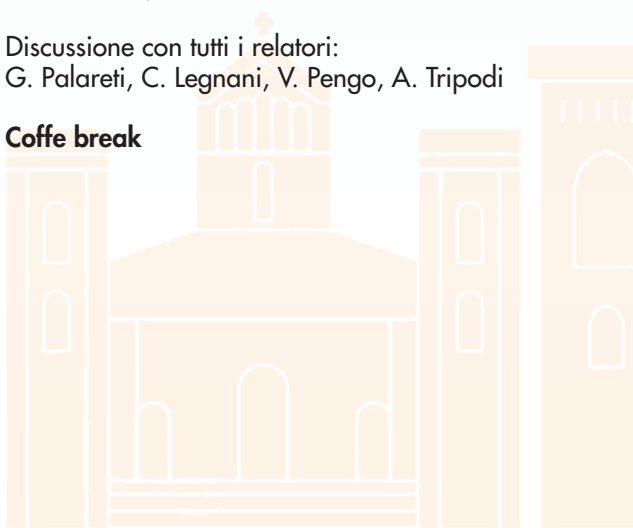 Discussione con tutti i relatori:
G. Palareti, C. Legnani, V. Pengo, A. Tripodi
Coffe break